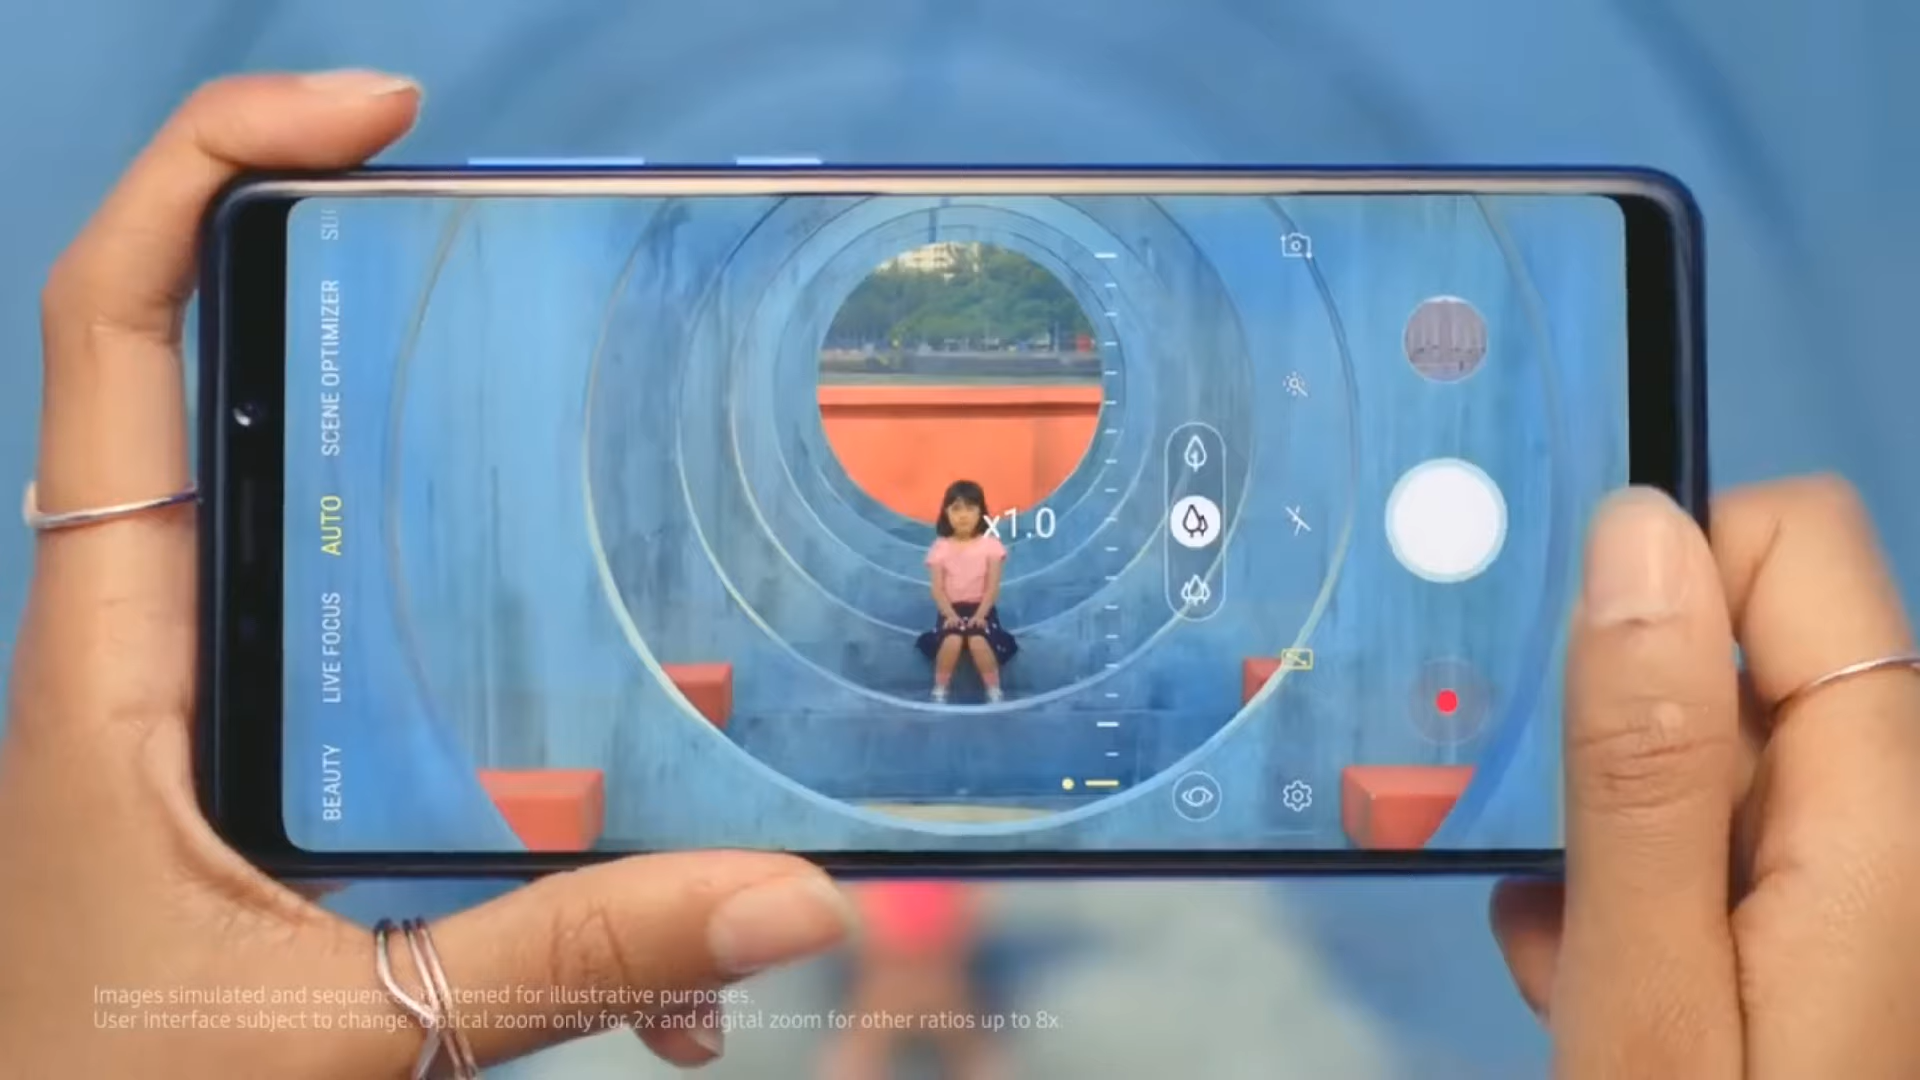 SCENE OPTIMIZER
AUTO
LIVE FOCUS
BEAUTY
x1.0
Images simulated and sequence shortened for illustrative purposes.
User interface subject to change. Optical zoom only for 2x and digital zoom for other ratios up to 8x.